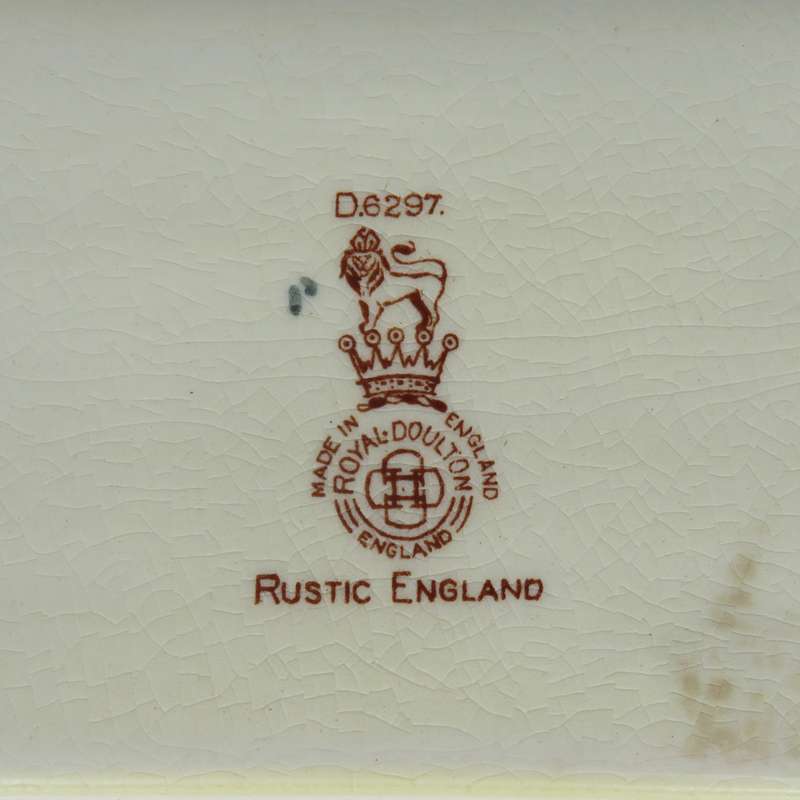 D.6297.
MADE IN ENGLAND
ROYAL·DOULTON
ENGLAND
RUSTIC ENGLAND